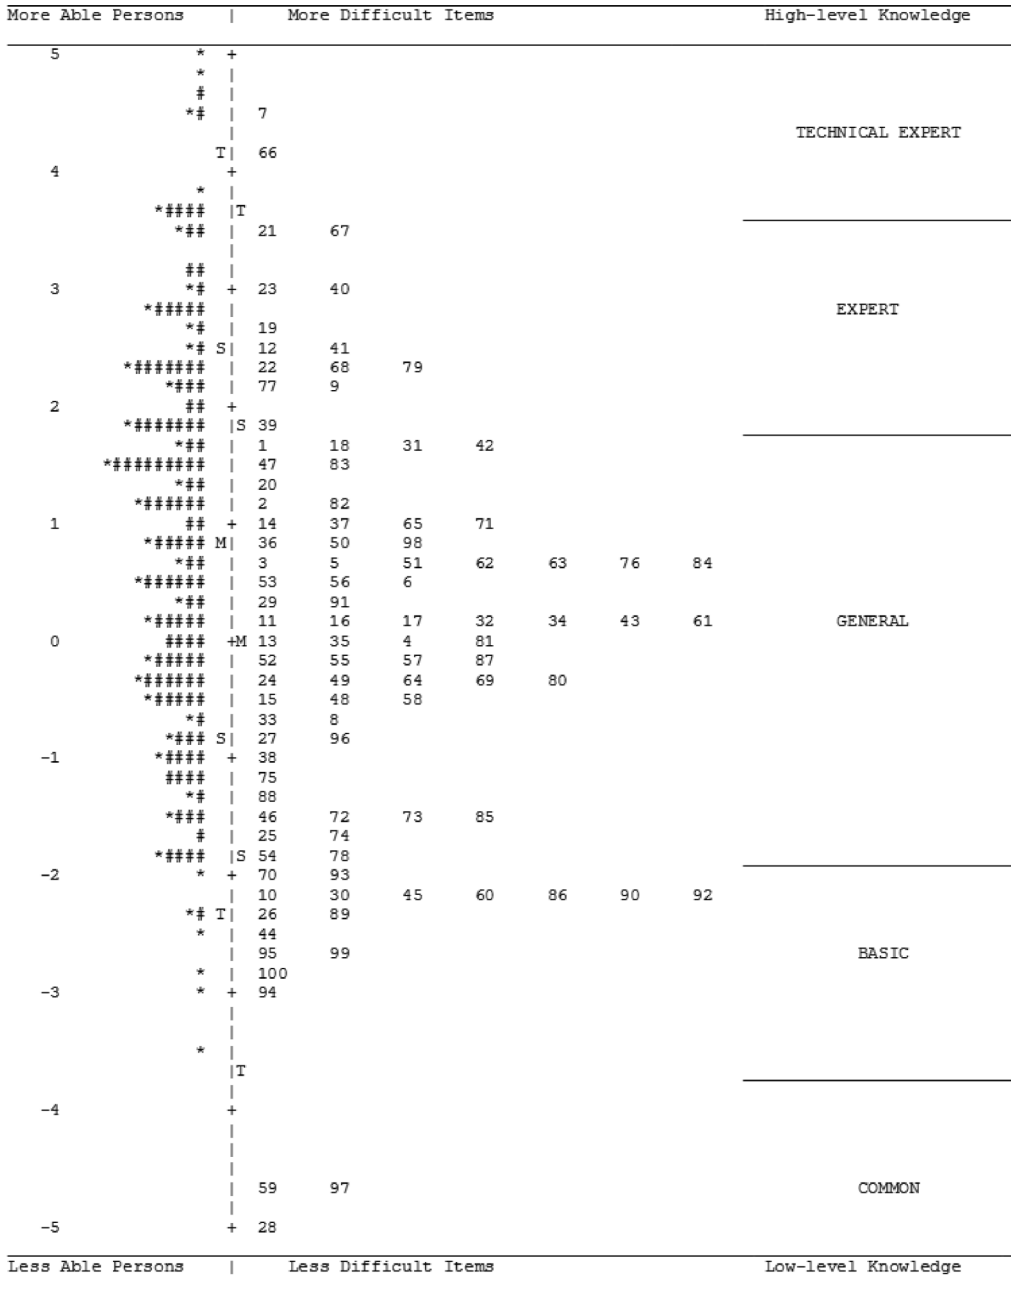 More Able Persons | More Difficult Items High-level Knowledge
5 * +
* |
# |
*# | 7
| TECHNICAL EXPERT
T| 66
4 +
* |
*#### |T
*## | 21 67
|
## |
3 *# + 23 40
*##### | EXPERT
*# | 19
*# S| 12 41
*####### | 22 68 79
*### | 77 9
2 ## +
*####### |S 39
*## | 1 18 31 42
*######### | 47 83
*## | 20
*###### | 2 82
1 ## + 14 37 65 71
*##### M| 36 50 98
*## | 3 5 51 62 63 76 84
*###### | 53 56 6
*## | 29 91
*##### | 11 16 17 32 34 43 61 GENERAL
0 #### +M 13 35 4 81
*##### | 52 55 57 87
*###### | 24 49 64 69 80
*##### | 15 48 58
*# | 33 8
*### S| 27 96
-1 *#### + 38
#### | 75
*# | 88
*### | 46 72 73 85
# | 25 74
*#### |S 54 78
-2 * + 70 93
| 10 30 45 60 86 90 92
*# T| 26 89
* | 44
| 95 99 BASIC
* | 100
-3 * + 94
|
|
* |
|T
|
-4 +
|
|
|
| 59 97 COMMON
|
-5 + 28
Less Able Persons | Less Difficult Items Low-level Knowledge